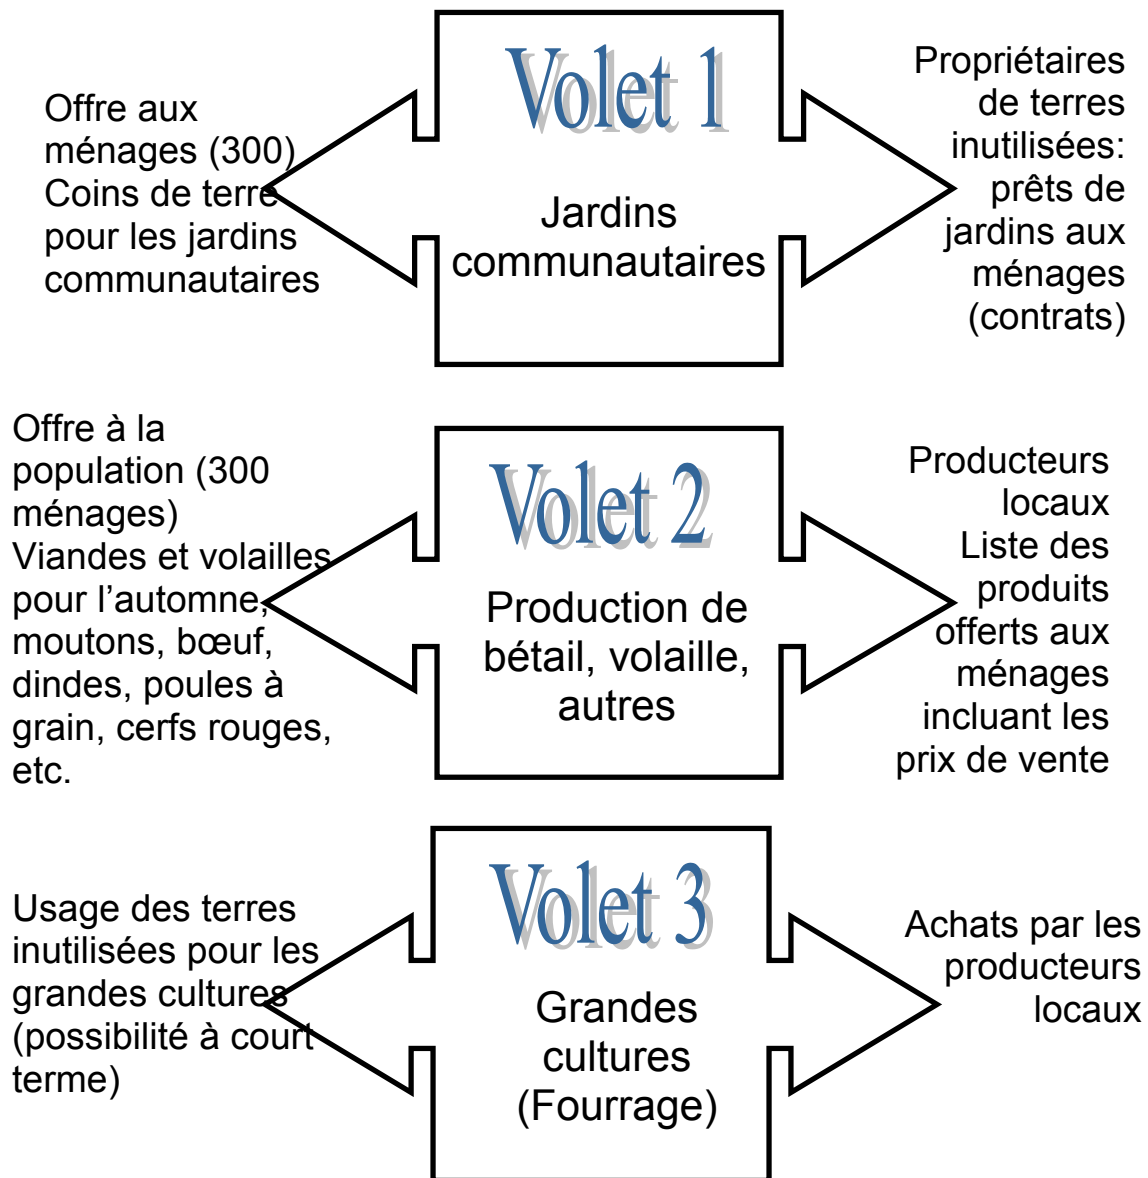 Offre aux
ménages (300)
Coins de terre
pour les jardins
communautaires
Volet 1
Jardins
communautaires
Propriétaires
de terres
inutilisées:
prêts de
jardins aux
ménages
(contrats)
Offre à la
population (300
ménages)
Viandes et volailles
pour l’automne,
moutons, bœuf,
dindes, poules à
grain, cerfs rouges,
etc.
Volet 2
Production de
bétail, volaille,
autres
Producteurs
locaux
Liste des
produits
offerts aux
ménages
incluant les
prix de vente
Usage des terres
inutilisées pour les
grandes cultures
(possibilité à court
terme)
Volet 3
Grandes
cultures
(Fourrage)
Achats par les
producteurs
locaux